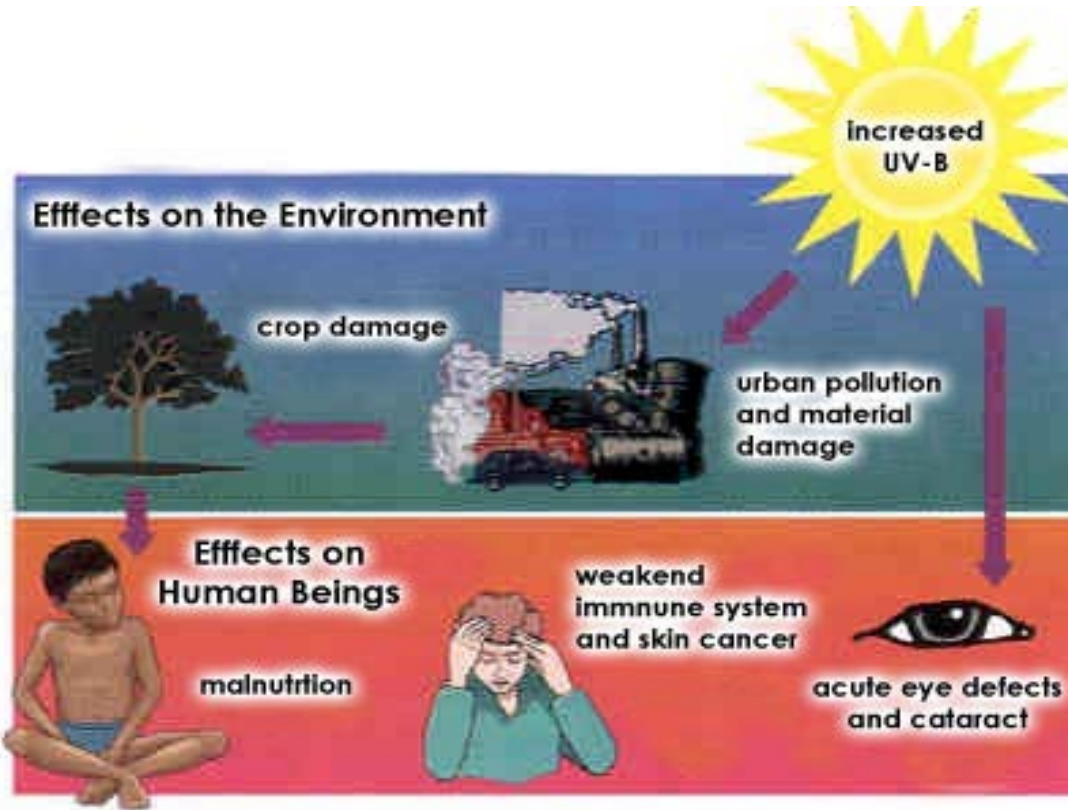 increased
UV-B
Efffects on the Environment
crop damage
urban pollution
and material
damage
Efffects on
Human Beings
weakend
immnune system
and skin cancer
malnutrtion
acute eye defects
and cataract